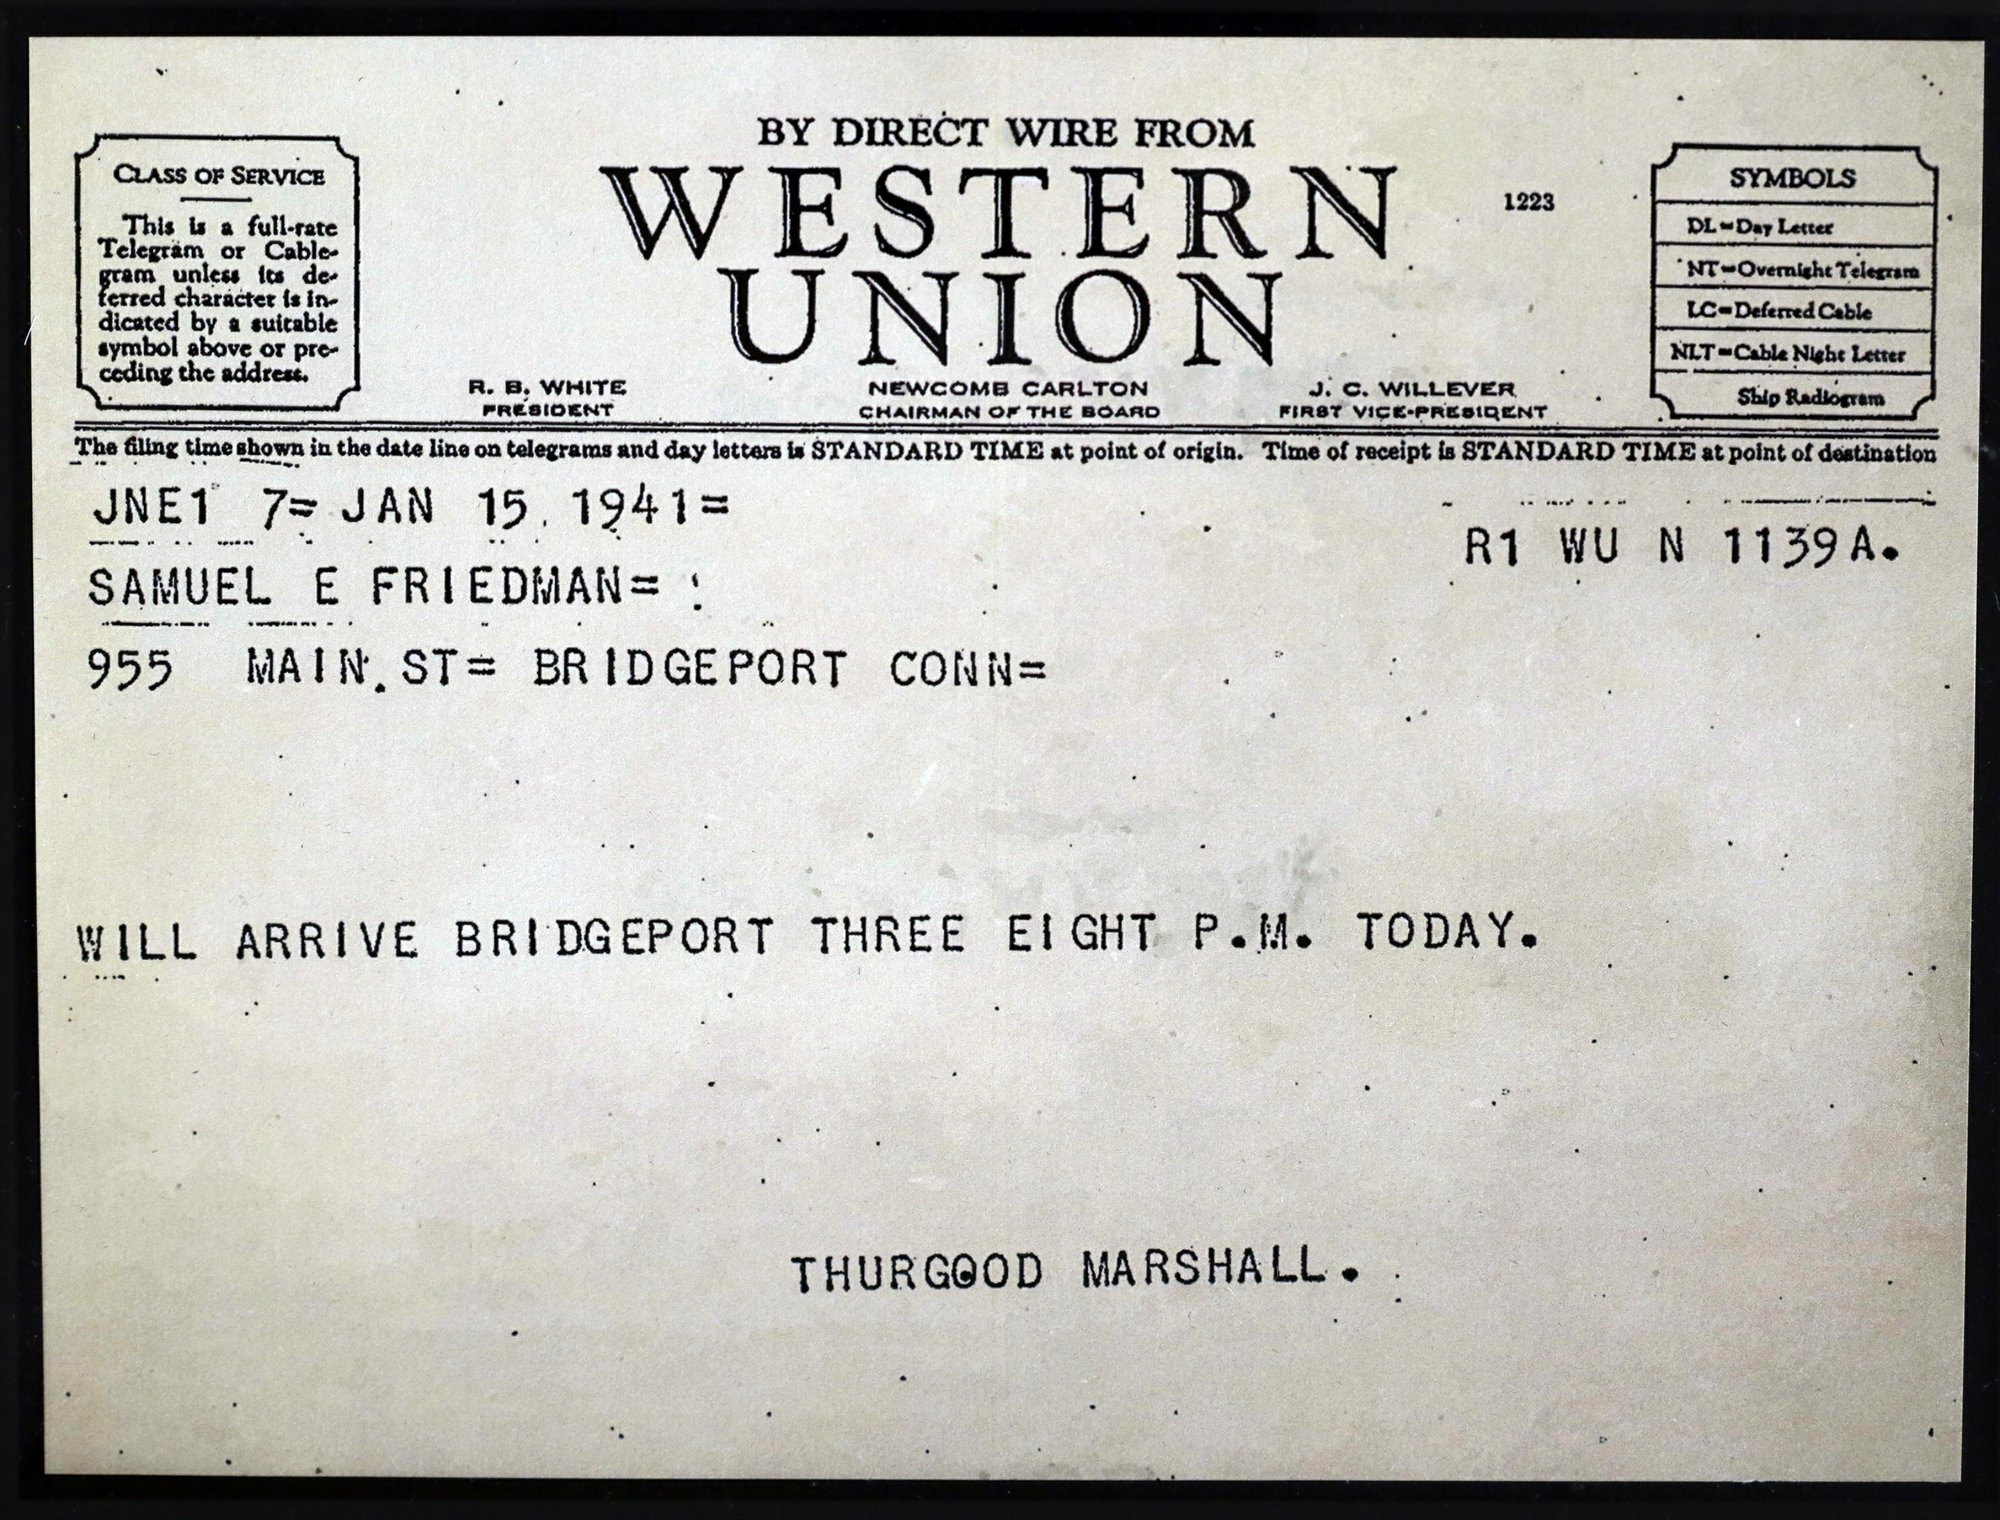 BY DIRECT WIRE FROM
WESTERN
UNION
1223
CLASS OF SERVICE
This is a full-rate
Telegram or Cable-
gram unless its de-
ferred character is in-
dicated by a suitable
symbol above or pre-
ceding the address.
SYMBOLS
DL=Day Letter
NT=Overnight Telegram
LC=Deferred Cable
NLT=Cable Night Letter
Ship Radiogram
R. B. WHITE
PRESIDENT
NEWCOMB CARLTON
CHAIRMAN OF THE BOARD
J. C. WILLEVER
FIRST VICE-PRESIDENT
The filing time shown in the date line on telegrams and day letters is STANDARD TIME at point of origin. Time of receipt is STANDARD TIME at point of destination
JNE1 7= JAN 15 1941=
R1 WU N 1139A.
SAMUEL E FRIEDMAN=
955 MAIN ST= BRIDGEPORT CONN=
WILL ARRIVE BRIDGEPORT THREE EIGHT P.M. TODAY.
THURGOOD MARSHALL.